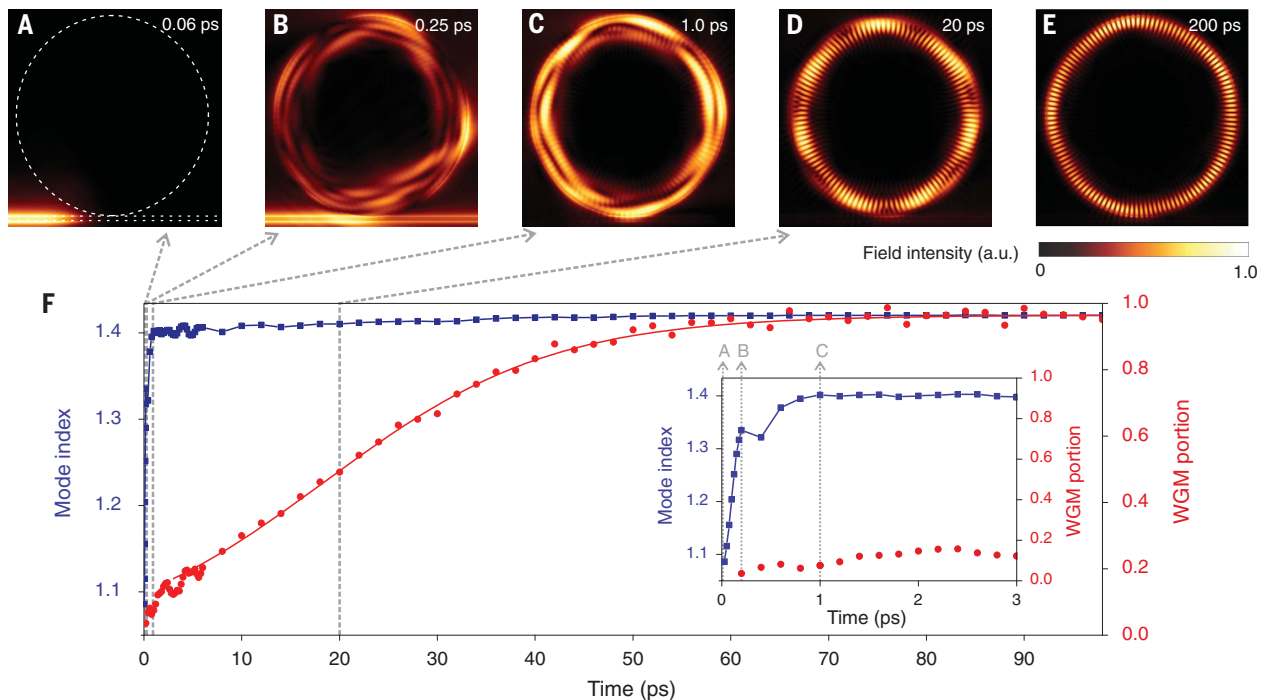 A 0.06 ps
B 0.25 ps
C 1.0 ps
D 20 ps
E 200 ps
Field intensity (a.u.)
0 1.0
F
Mode index
1.4
1.3
1.2
1.1
WGM portion
1.0
0.8
0.6
0.4
0.2
0.0
0 10 20 30 40 50 60 70 80 90
Time (ps)
A B C
Mode index
1.4
1.3
1.2
1.1
WGM portion
1.0
0.8
0.6
0.4
0.2
0.0
0 1 2 3
Time (ps)